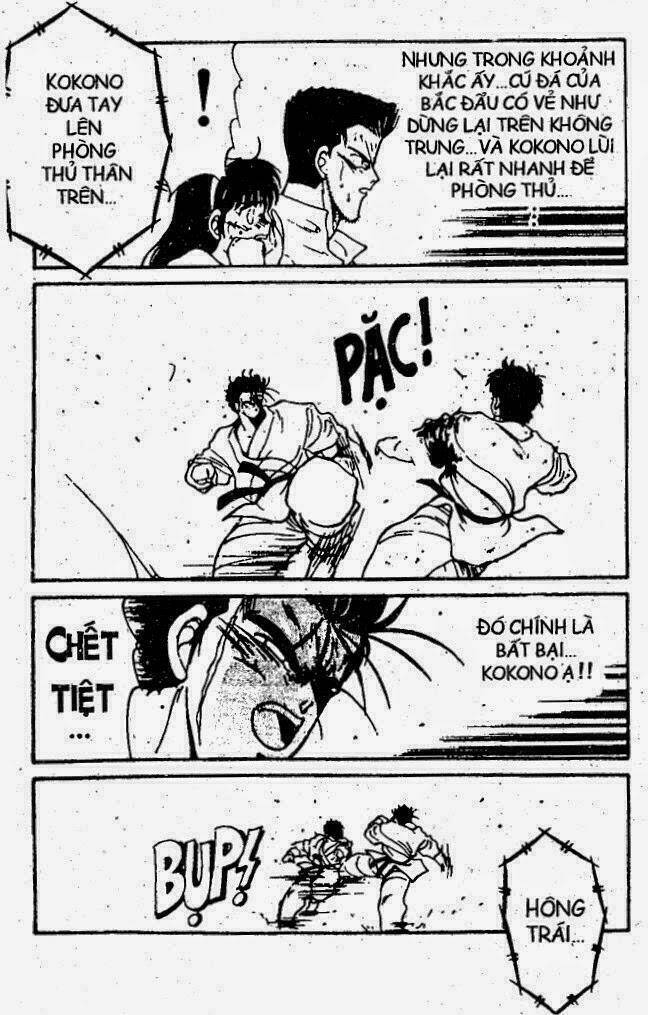 KOKONO
ĐƯA TAY
LÊN
PHÒNG
THỦ THÂN
TRÊN...
!
NHƯNG TRONG KHOẢNH
KHẮC ẤY...CÚ ĐÁ CỦA
BẮC ĐẨU CÓ VẺ NHƯ
DỪNG LẠI TRÊN KHÔNG
TRUNG...VÀ KOKONO LÙI
LẠI RẤT NHANH ĐỂ
PHÒNG THỦ...
PẶC!
CHẾT
TIỆT
...
ĐÓ CHÍNH LÀ
BẤT BẠI...
KOKONO Ạ!!
BỤP!
HÔNG
TRÁI...